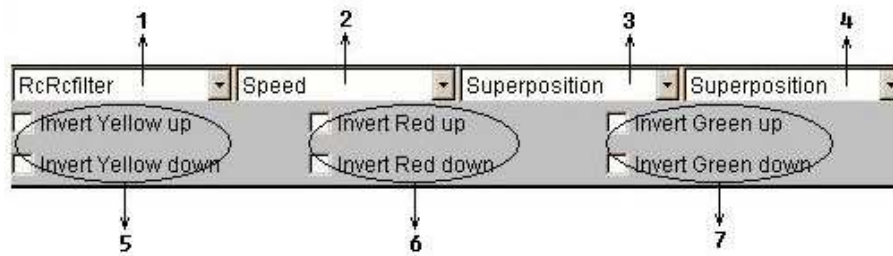 1 2 3 4
RcRcfilter Speed Superposition Superposition
Invert Yellow up Invert Red up Invert Green up
Invert Yellow down Invert Red down Invert Green down
5 6 7